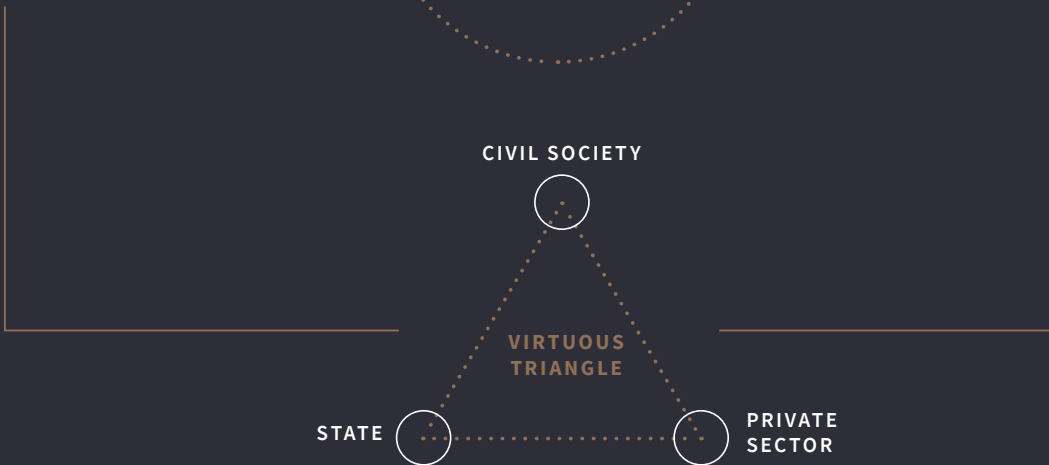 CIVIL SOCIETY
VIRTUOUS
TRIANGLE
STATE
PRIVATE
SECTOR